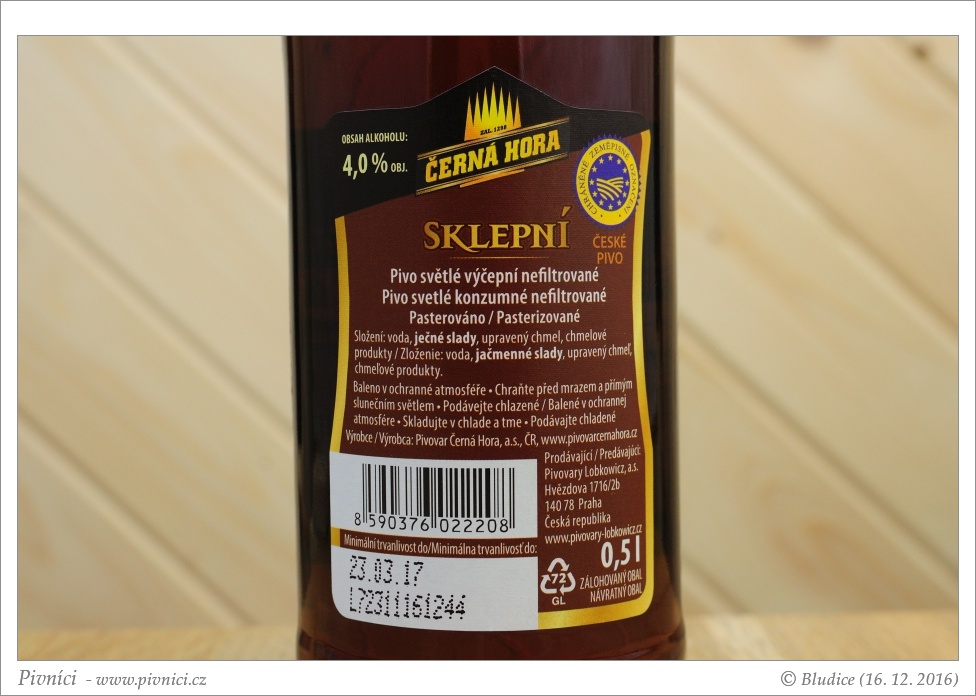 OBSAH ALKOHOLU:
4,0 % OBJ.
ZAL. 1298
ČERNÁ HORA
CHRÁNĚNÉ ZEMĚPISNÉ OZNAČENÍ
ČESKÉ
PIVO
SKLEPNÍ
Pivo světlé výčepní nefiltrované
Pivo svetlé konzumné nefiltrované
Pasterováno / Pasterizované
Složení: voda, ječné slady, upravený chmel, chmelové
produkty / Zloženie: voda, jačmenné slady, upravený chmeľ,
chmeľové produkty.
Baleno v ochranné atmosféře • Chraňte před mrazem a přímým
slunečním světlem • Podávejte chlazené / Balené v ochrannej
atmosfére • Skladujte v chlade a tme • Podávajte chladené
Výrobce / Výrobca: Pivovar Černá Hora, a.s., ČR, www.pivovarcernahora.cz
Prodávající / Predávajúci:
Pivovary Lobkowicz, a.s.
Hvězdova 1716/2b
140 78 Praha
Česká republika
www.pivovary-lobkowicz.cz
8 590376 022208
Minimální trvanlivost do/Minimálna trvanlivosť do:
23.03.17
L72311161244
0,5 l
72
GL
ZÁLOHOVANÝ OBAL
NÁVRATNÝ OBAL
Pivníci - www.pivnici.cz
© Bludice (16. 12. 2016)